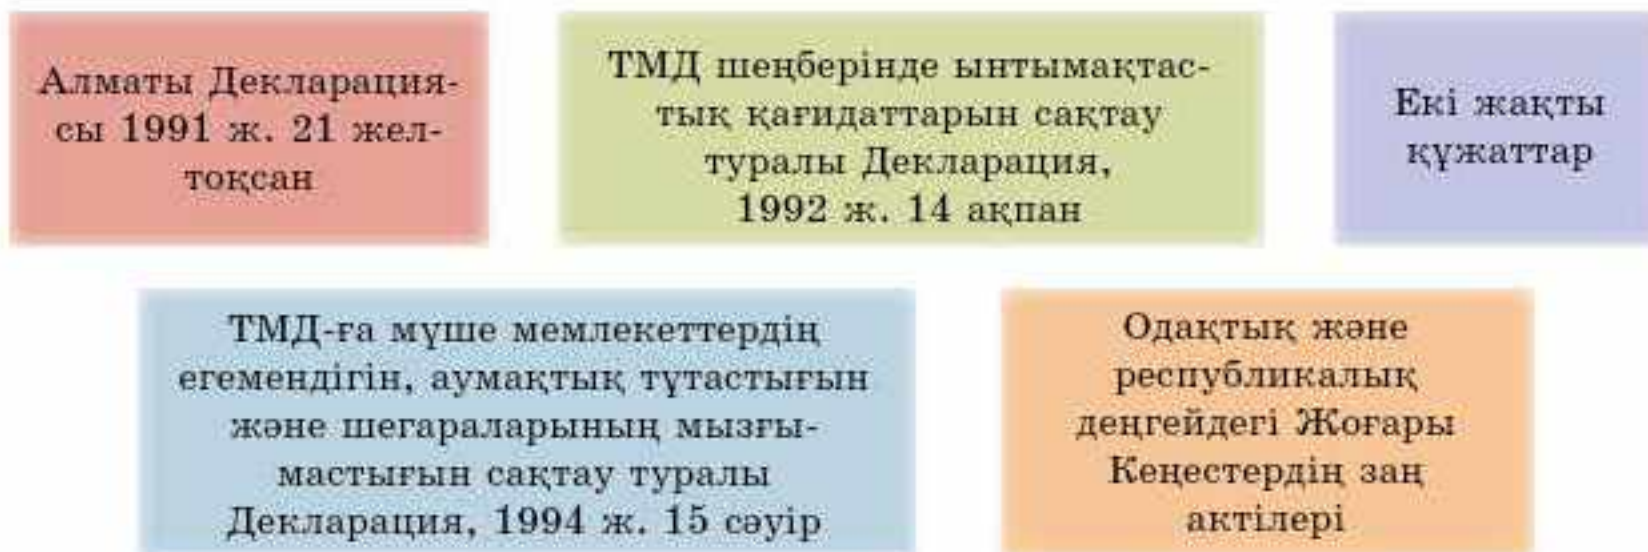 Алматы Декларация-
сы 1991 ж. 21 жел-
тоқсан
ТМД шеңберінде ынтымақтас-
тық қағидаттарын сақтау
туралы Декларация,
1992 ж. 14 ақпан
Екі жақты
құжаттар
ТМД-ға мүше мемлекеттердің
егемендігін, аумақтық тұтастығын
және шегараларының мызғы-
мастығын сақтау туралы
Декларация, 1994 ж. 15 сәуір
Одақтық және
республикалық
деңгейдегі Жоғары
Кеңестердің заң
актілері